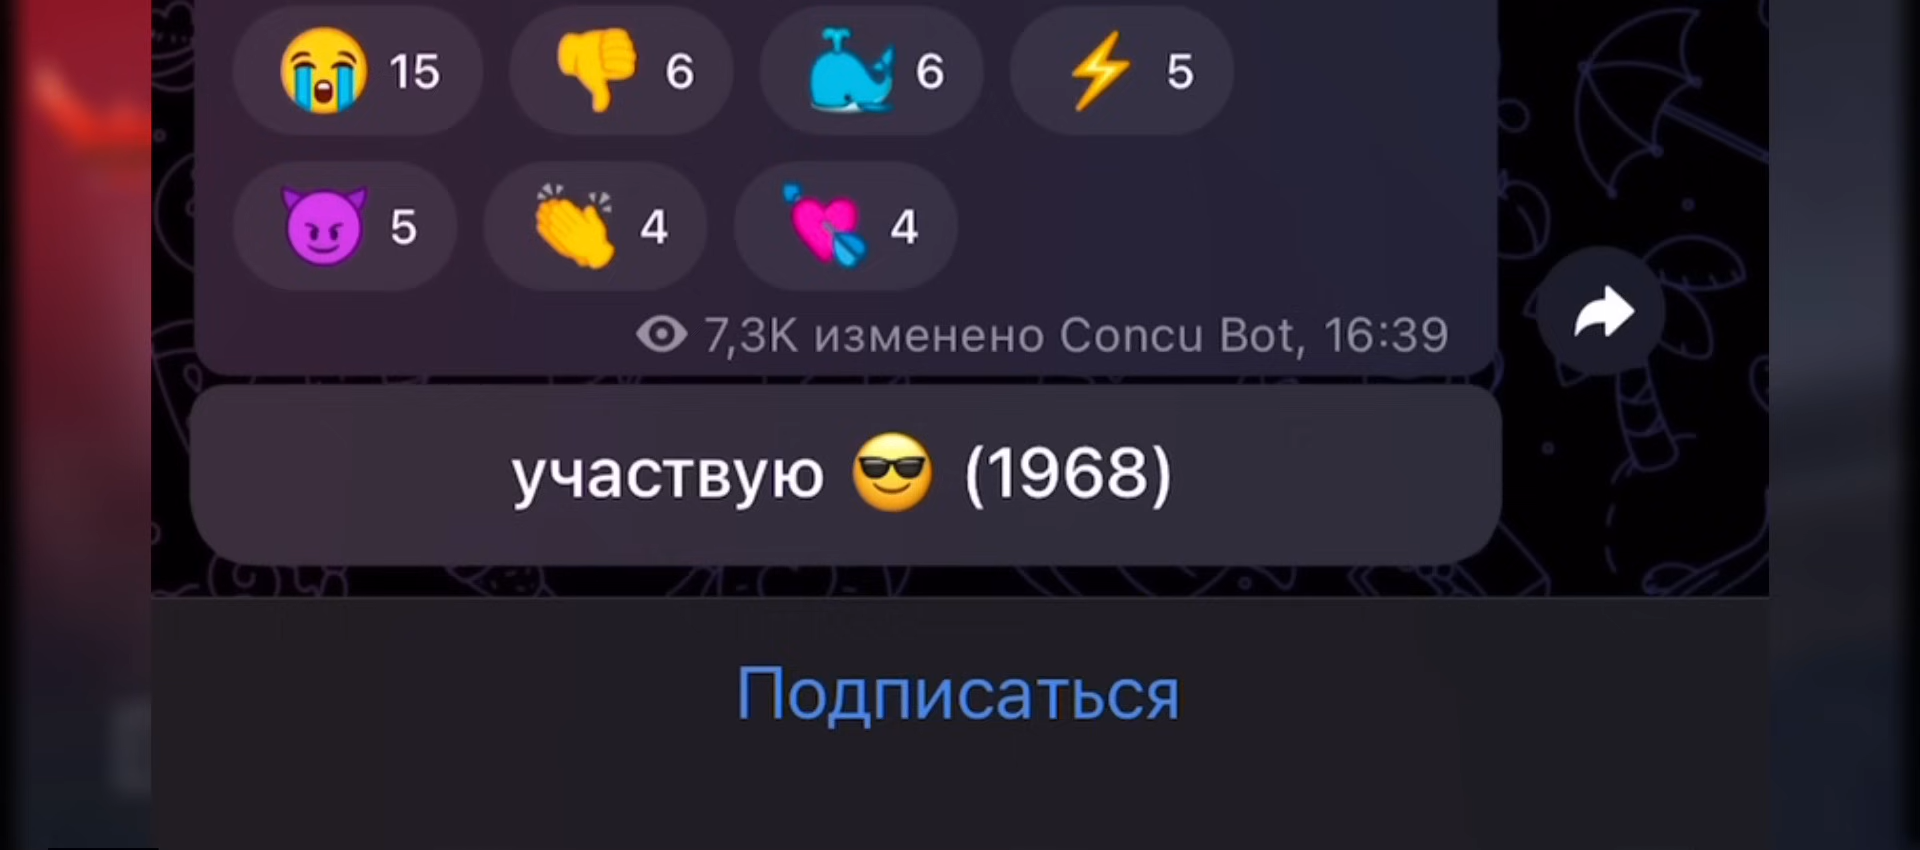 15 6 6 5
5 4 4
7,3K изменено Concu Bot, 16:39
участвую 😎 (1968)
Подписаться